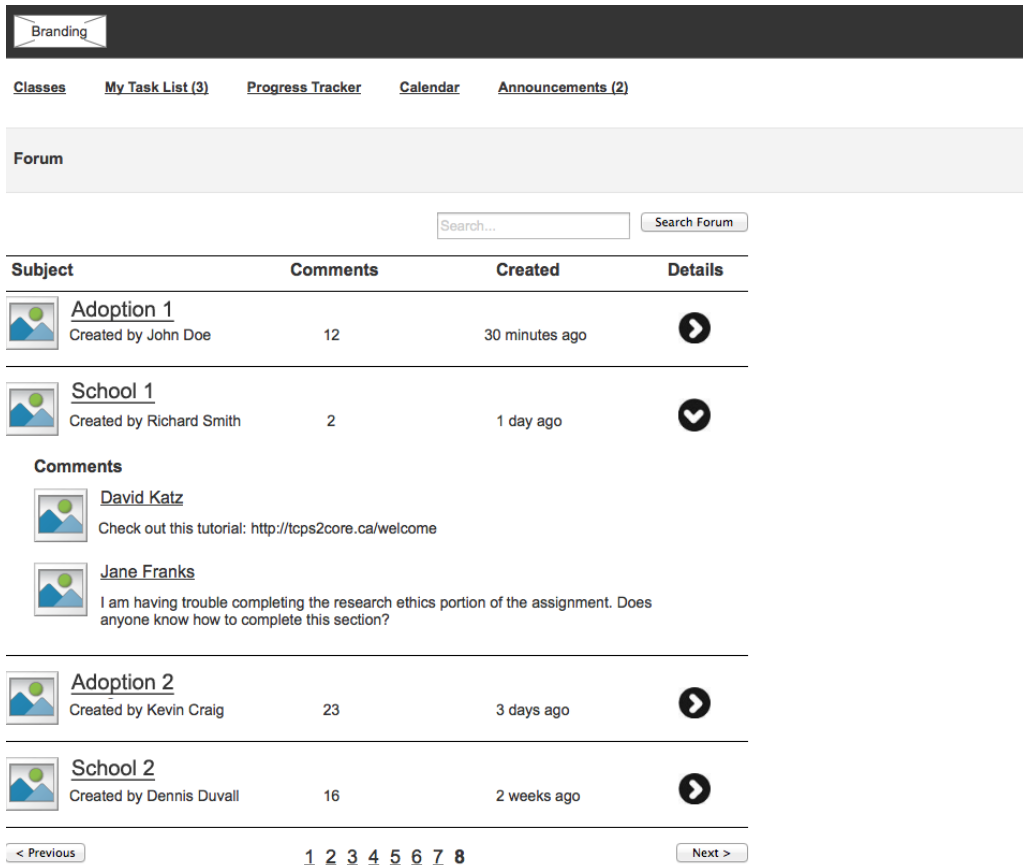 Branding
Classes My Task List (3) Progress Tracker Calendar Announcements (2)
Forum
Search... Search Forum
Subject Comments Created Details
Adoption 1
Created by John Doe 12 30 minutes ago
School 1
Created by Richard Smith 2 1 day ago
Comments
David Katz
Check out this tutorial: http://tcps2core.ca/welcome
Jane Franks
I am having trouble completing the research ethics portion of the assignment. Does
anyone know how to complete this section?
Adoption 2
Created by Kevin Craig 23 3 days ago
School 2
Created by Dennis Duvall 16 2 weeks ago
< Previous 1 2 3 4 5 6 7 8 Next >